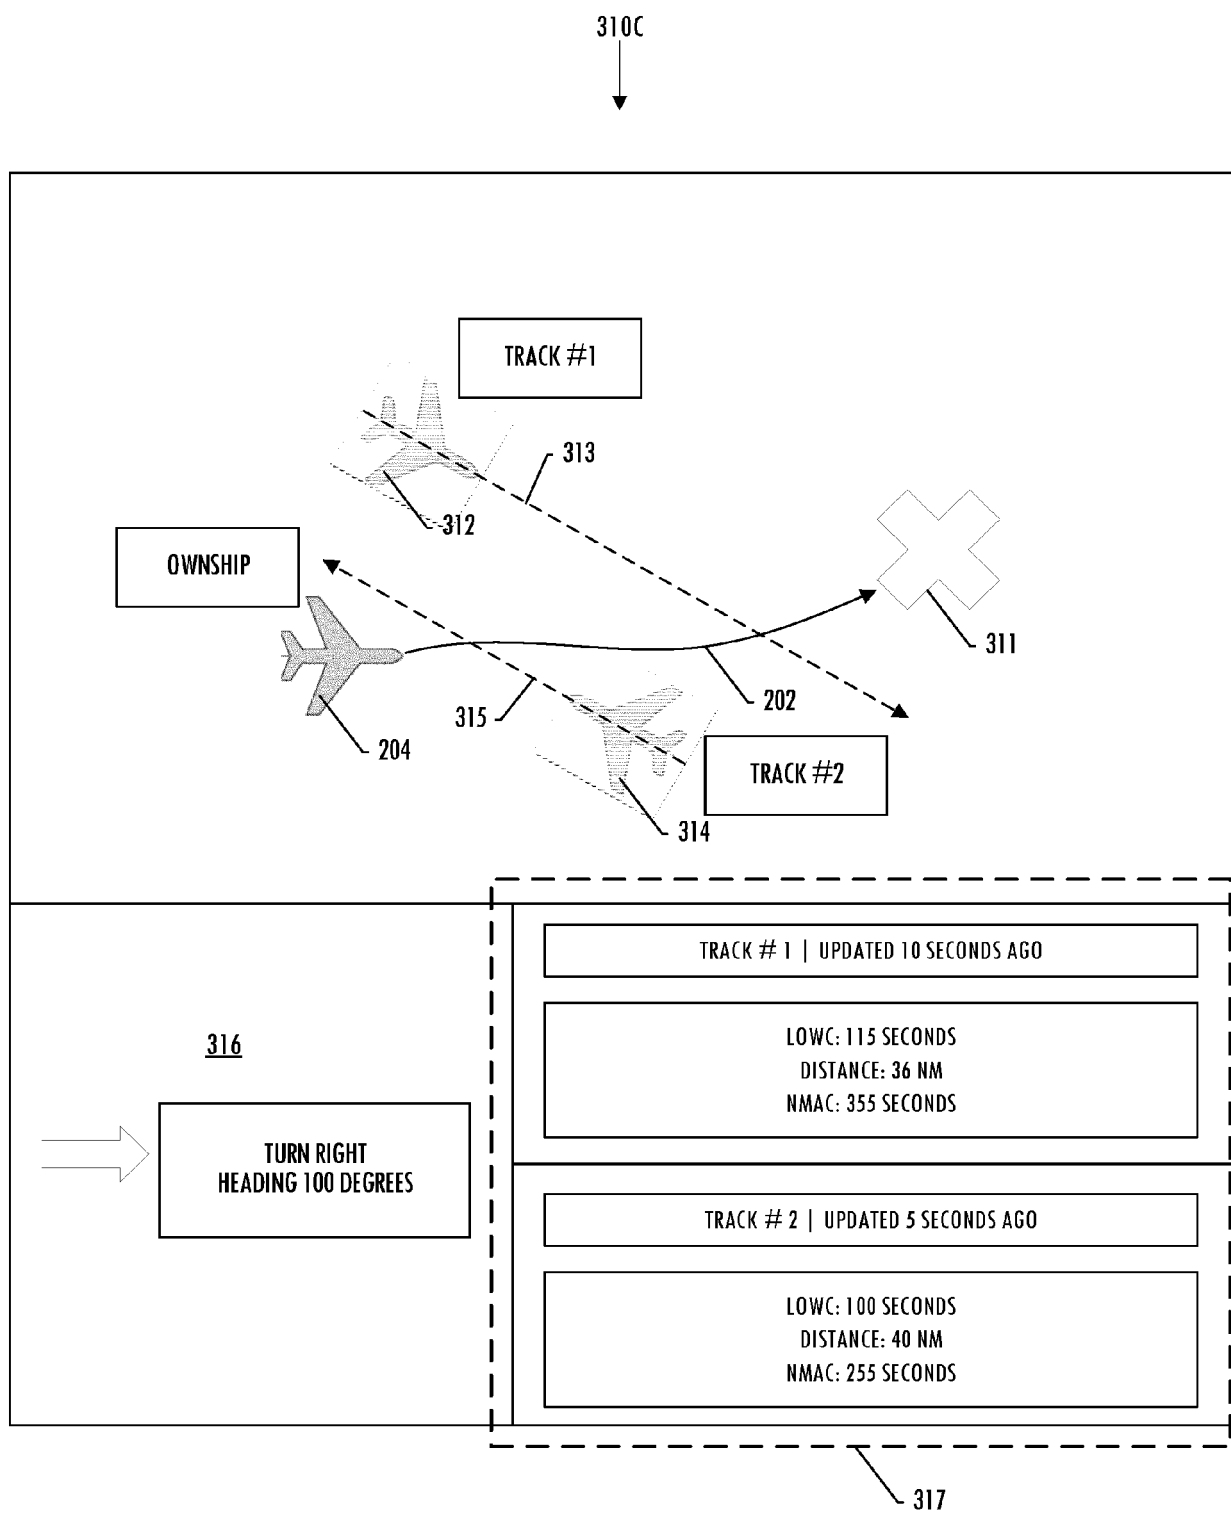 310C
TRACK #1
313
312
OWNSHIP
311
315
202
204
TRACK #2
314
TRACK # 1 | UPDATED 10 SECONDS AGO
LOWC: 115 SECONDS
DISTANCE: 36 NM
NMAC: 355 SECONDS
316
TURN RIGHT
HEADING 100 DEGREES
TRACK # 2 | UPDATED 5 SECONDS AGO
LOWC: 100 SECONDS
DISTANCE: 40 NM
NMAC: 255 SECONDS
317